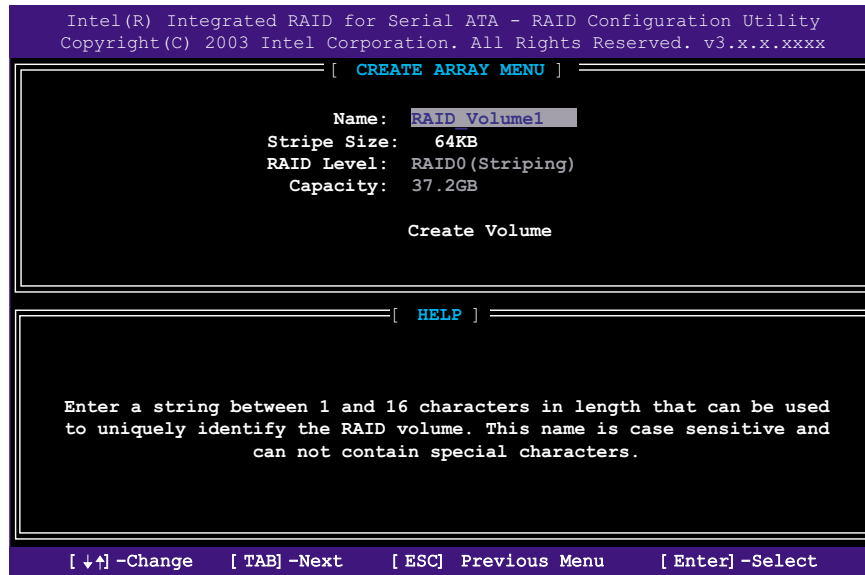 Intel(R) Integrated RAID for Serial ATA - RAID Configuration Utility
Copyright(C) 2003 Intel Corporation. All Rights Reserved. v3.x.x.xxxx
[ CREATE ARRAY MENU ]
Name: RAID_Volume1
Stripe Size: 64KB
RAID Level: RAID0(Striping)
Capacity: 37.2GB
Create Volume
[ HELP ]
Enter a string between 1 and 16 characters in length that can be used
to uniquely identify the RAID volume. This name is case sensitive and
can not contain special characters.
[↓↑]-Change [TAB]-Next [ESC] Previous Menu [Enter]-Select